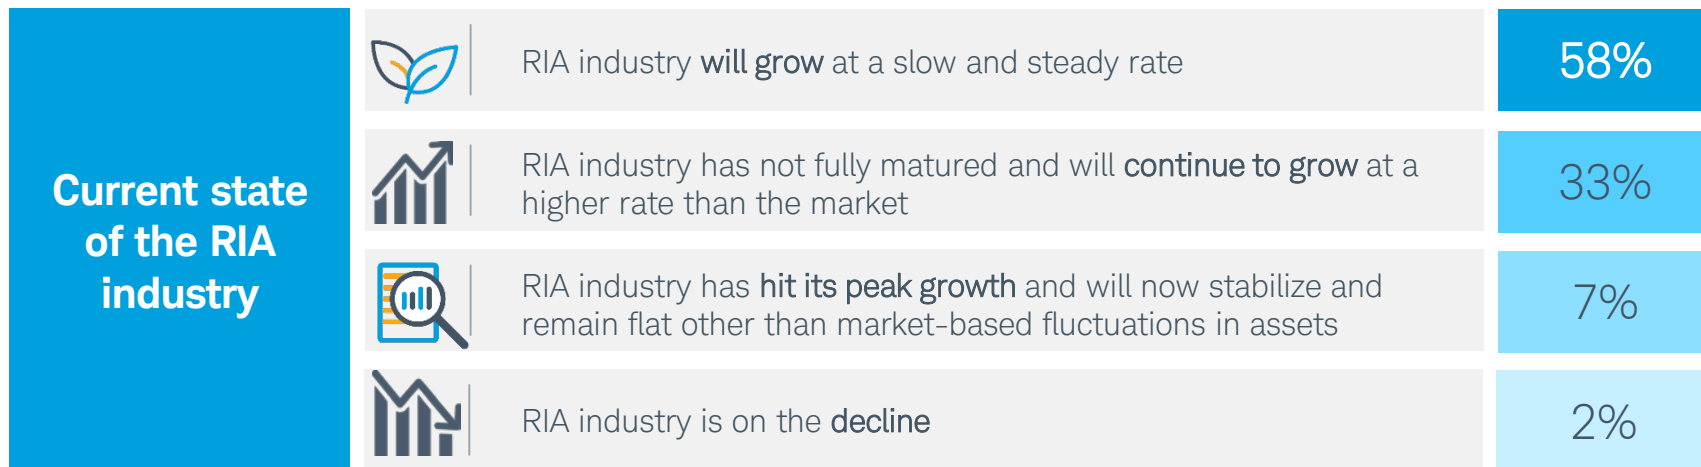 Current state
of the RIA
industry
RIA industry will grow at a slow and steady rate
58%
RIA industry has not fully matured and will continue to grow at a
higher rate than the market
33%
RIA industry has hit its peak growth and will now stabilize and
remain flat other than market-based fluctuations in assets
7%
RIA industry is on the decline
2%